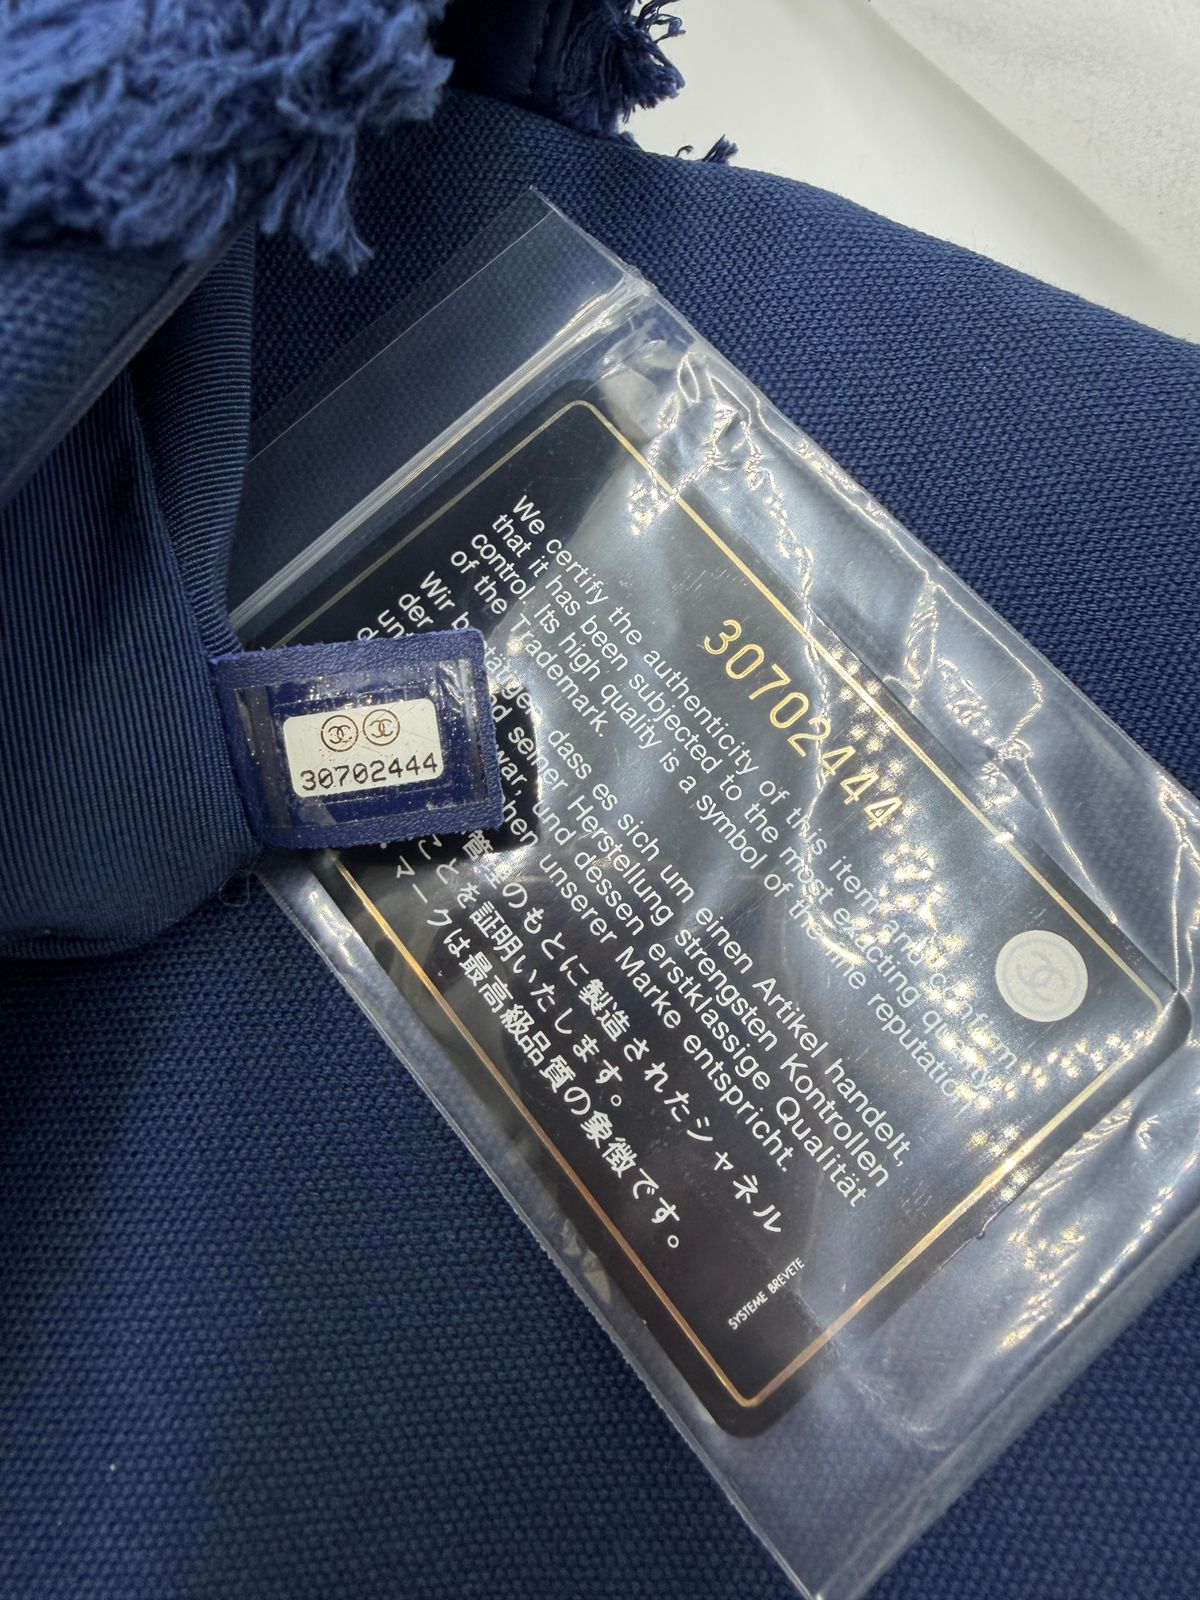 30702444
30702444
We certify the authenticity of this item and confirm
that it has been subjected to the most exacting quality
control. Its high quality is a symbol of the fine reputation
of the Trademark.
Wir dass es sich um einen Artikel handelt,
der seiner Herstellung strengsten Kontrollen
und dessen erstklassige Qualität
unserer Marke entspricht.
管理のもとに製造されたシャネル
ことを証明いたします。
マークは最高級品質の象徴です。
SYSTEME BREVETE